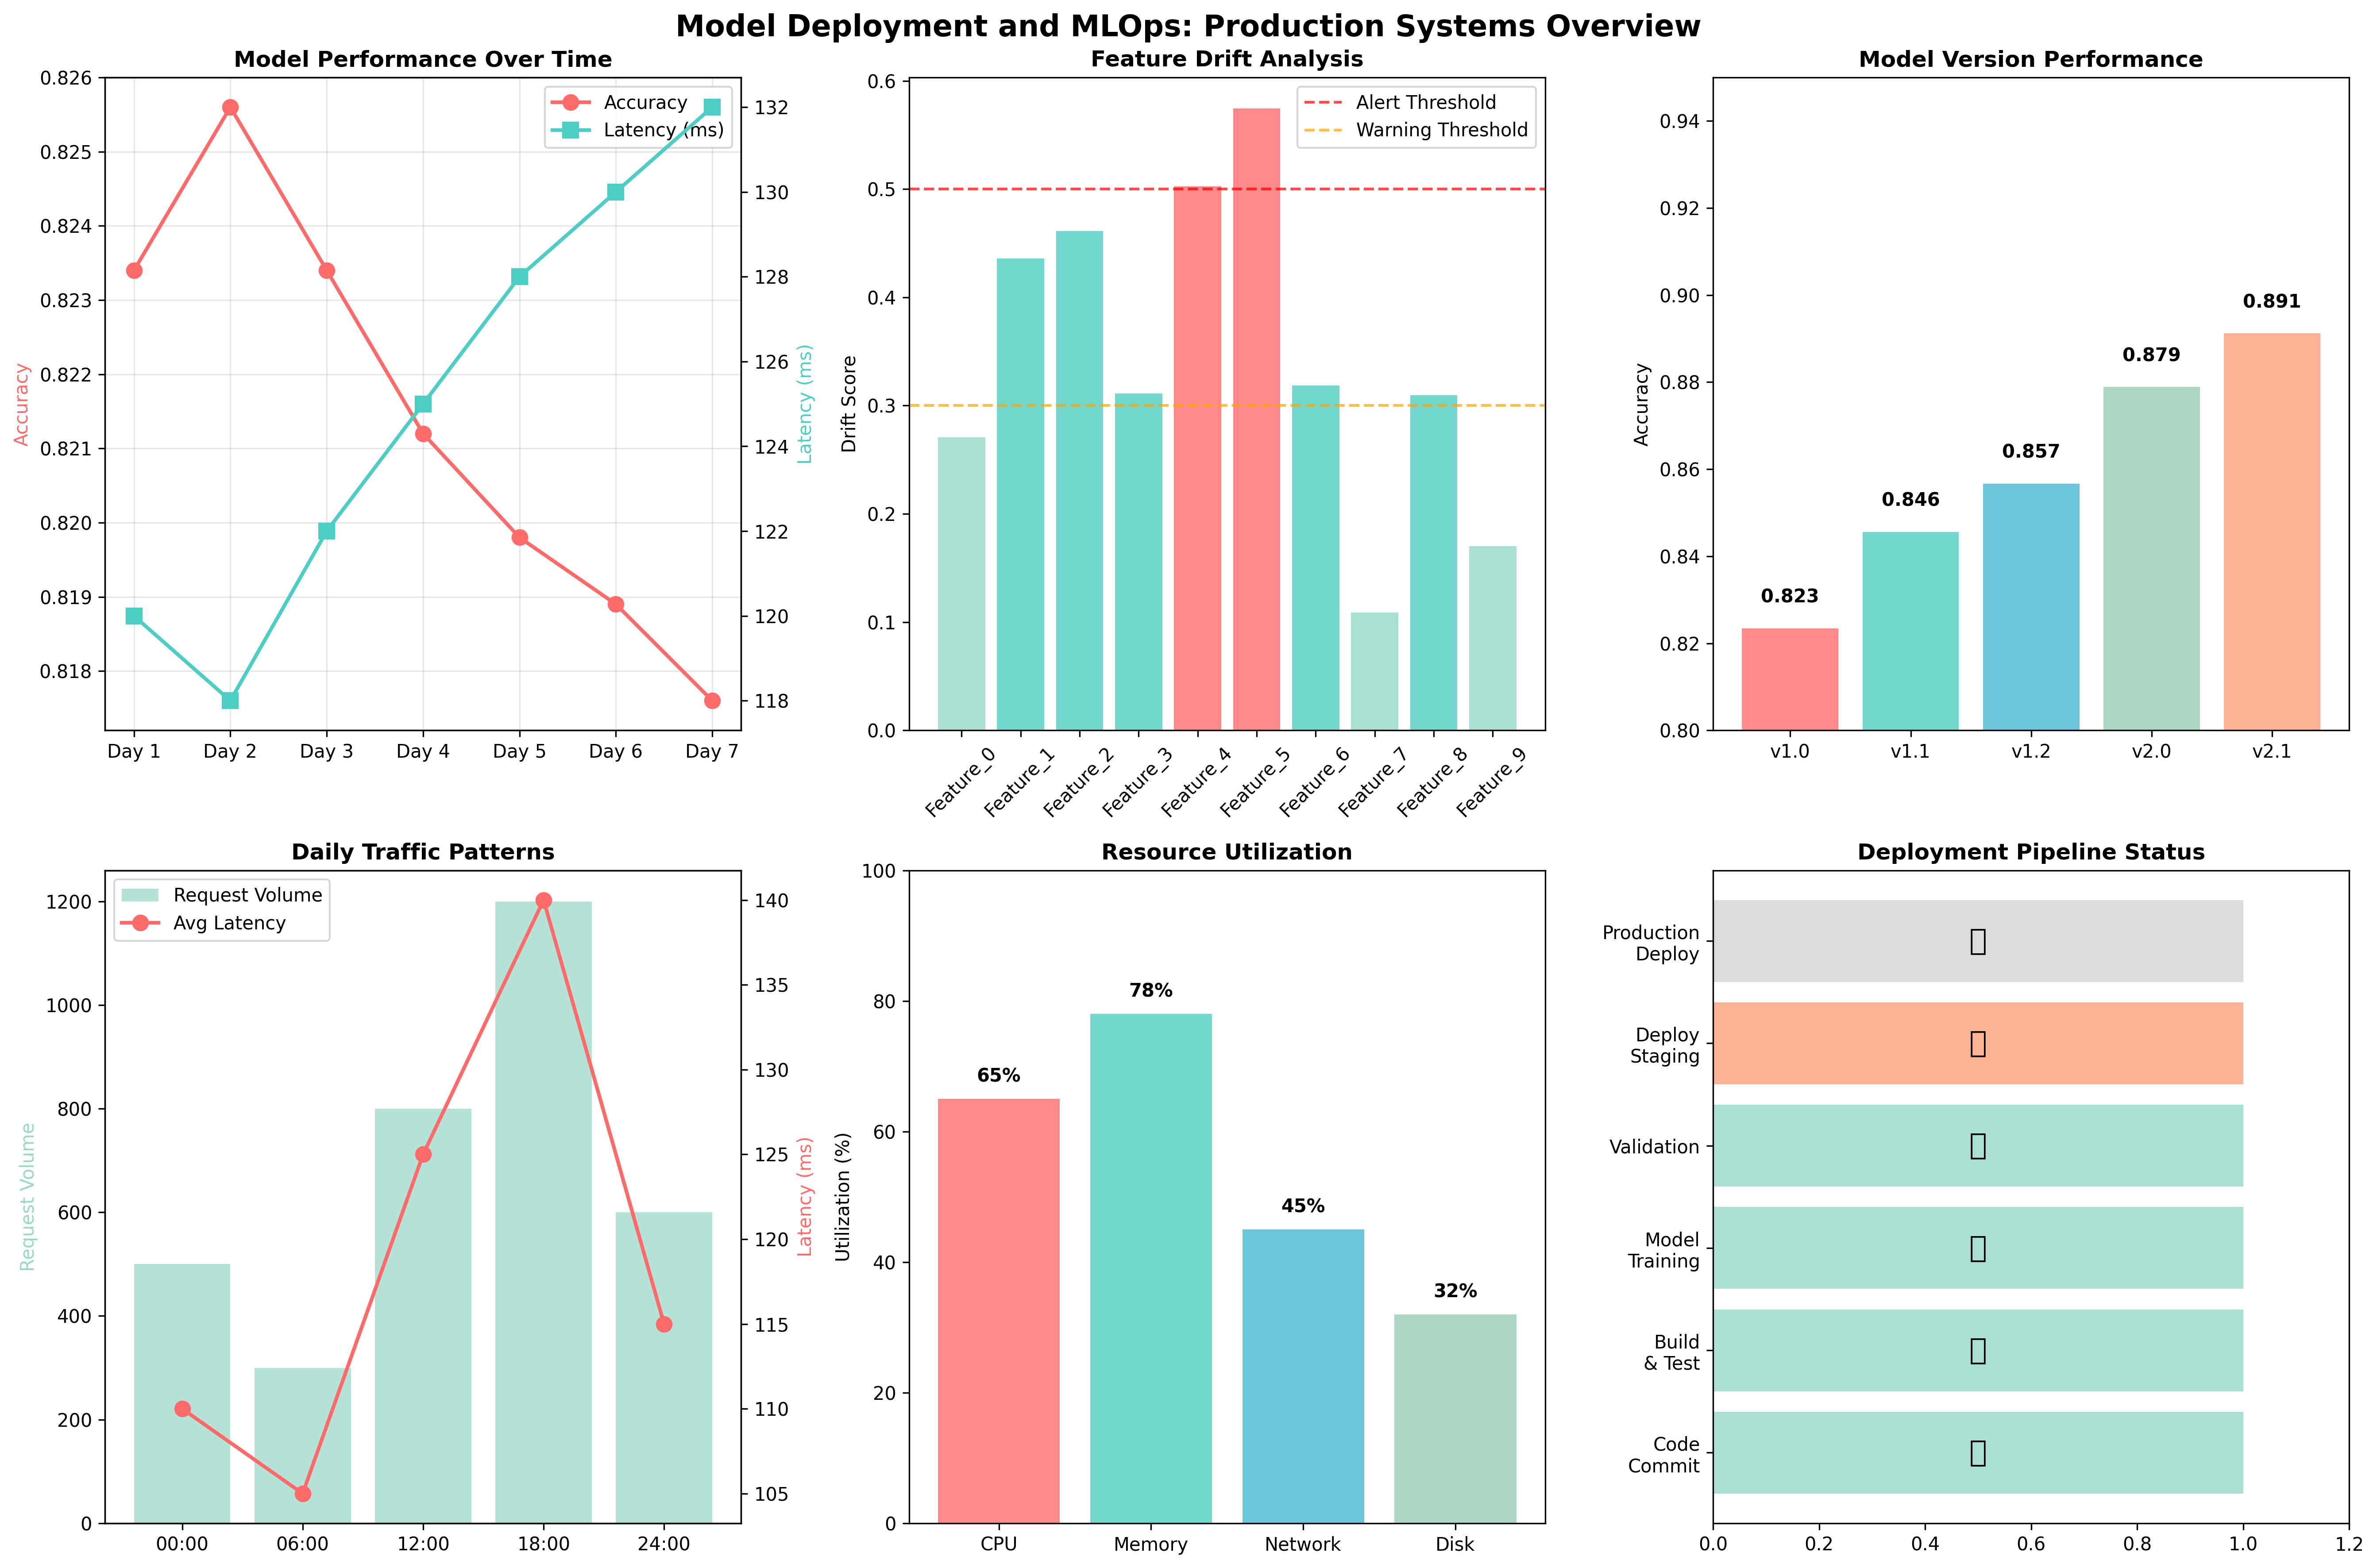 Model Deployment and MLOps: Production Systems Overview
Model Performance Over Time
0.826
0.825
0.824
0.823
0.822
0.821
0.820
0.819
0.818
Accuracy
Accuracy
Latency (ms)
132
130
128
126
124
122
120
118
Latency (ms)
Day 1 Day 2 Day 3 Day 4 Day 5 Day 6 Day 7
Feature Drift Analysis
0.6
0.5
0.4
0.3
0.2
0.1
0.0
Drift Score
Alert Threshold
Warning Threshold
Feature_0
Feature_1
Feature_2
Feature_3
Feature_4
Feature_5
Feature_6
Feature_7
Feature_8
Feature_9
Model Version Performance
0.94
0.92
0.90
0.88
0.86
0.84
0.82
0.80
Accuracy
0.823
0.846
0.857
0.879
0.891
v1.0 v1.1 v1.2 v2.0 v2.1
Daily Traffic Patterns
1200
1000
800
600
400
200
0
Request Volume
Request Volume
Avg Latency
140
135
130
125
120
115
110
105
Latency (ms)
00:00 06:00 12:00 18:00 24:00
Resource Utilization
100
80
60
40
20
0
Utilization (%)
65%
78%
45%
32%
CPU Memory Network Disk
Deployment Pipeline Status
Production
Deploy
Deploy
Staging
Validation
Model
Training
Build
& Test
Code
Commit
0.0 0.2 0.4 0.6 0.8 1.0 1.2